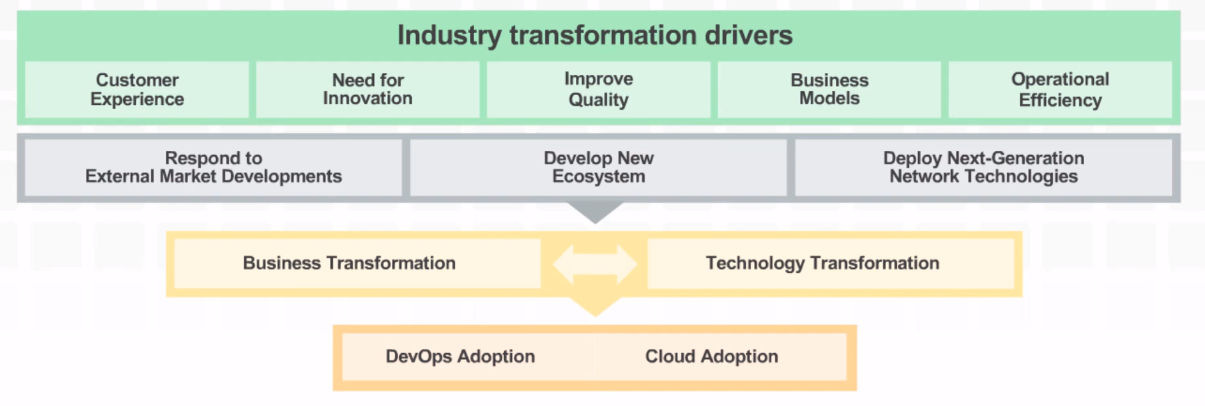 Industry transformation drivers
Customer
Experience
Need for
Innovation
Improve
Quality
Business
Models
Operational
Efficiency
Respond to
External Market Developments
Develop New
Ecosystem
Deploy Next-Generation
Network Technologies
Business Transformation
Technology Transformation
DevOps Adoption
Cloud Adoption